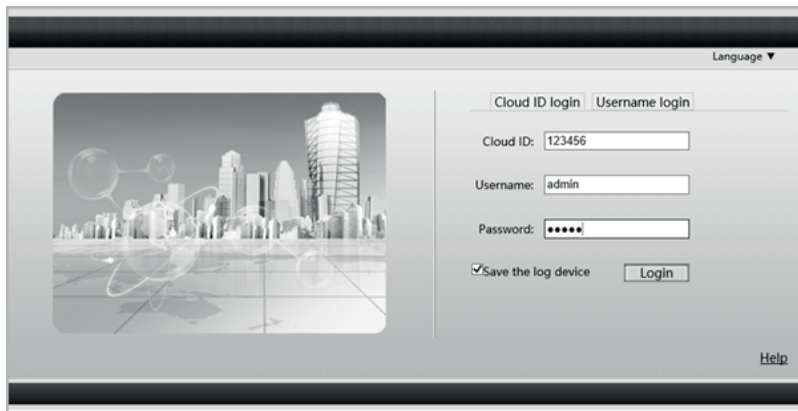 Language ▼
Cloud ID login Username login
Cloud ID: 123456
Username: admin
Password: •••••
Save the log device Login
Help